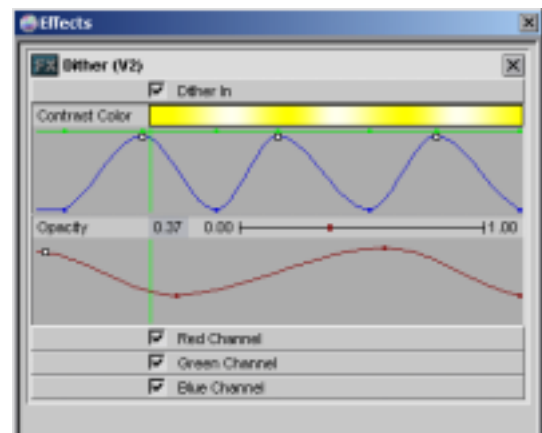 Effects
FX Dither (V2)
Dither In
Contrast Color
Opacity 0.37 0.00 1.00
Red Channel
Green Channel
Blue Channel